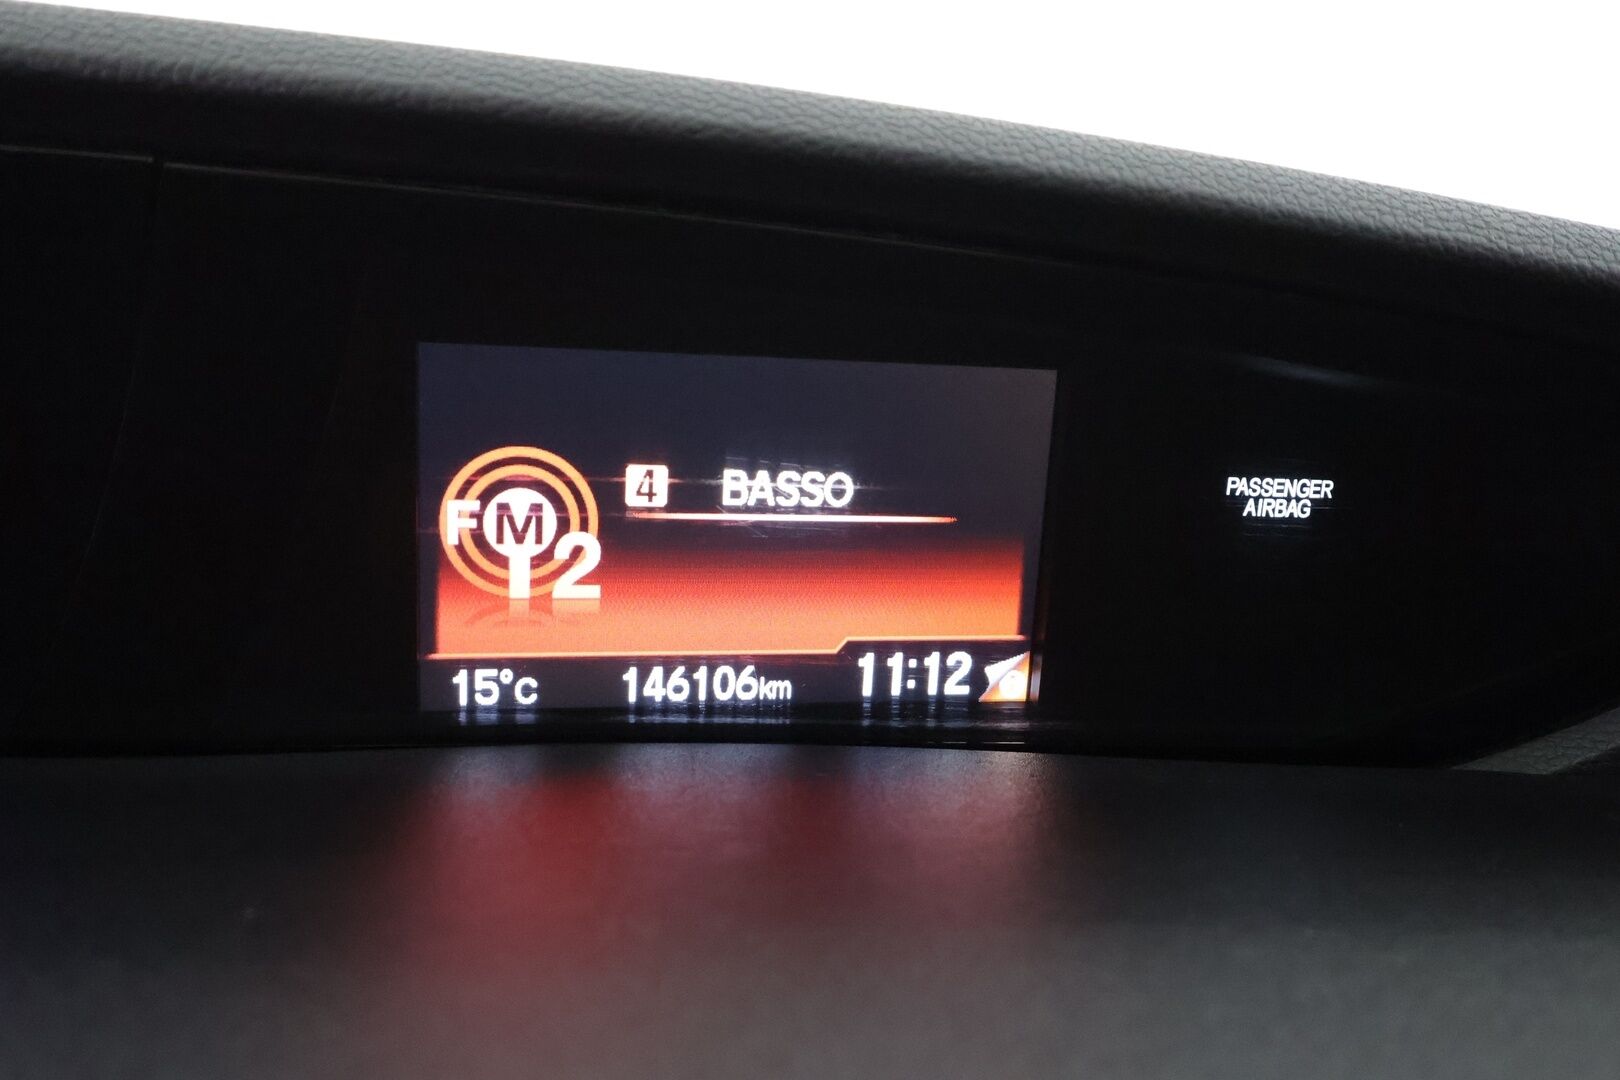 4 BASSO
FM
2
15°C 146106km 11:12
PASSENGER
AIRBAG